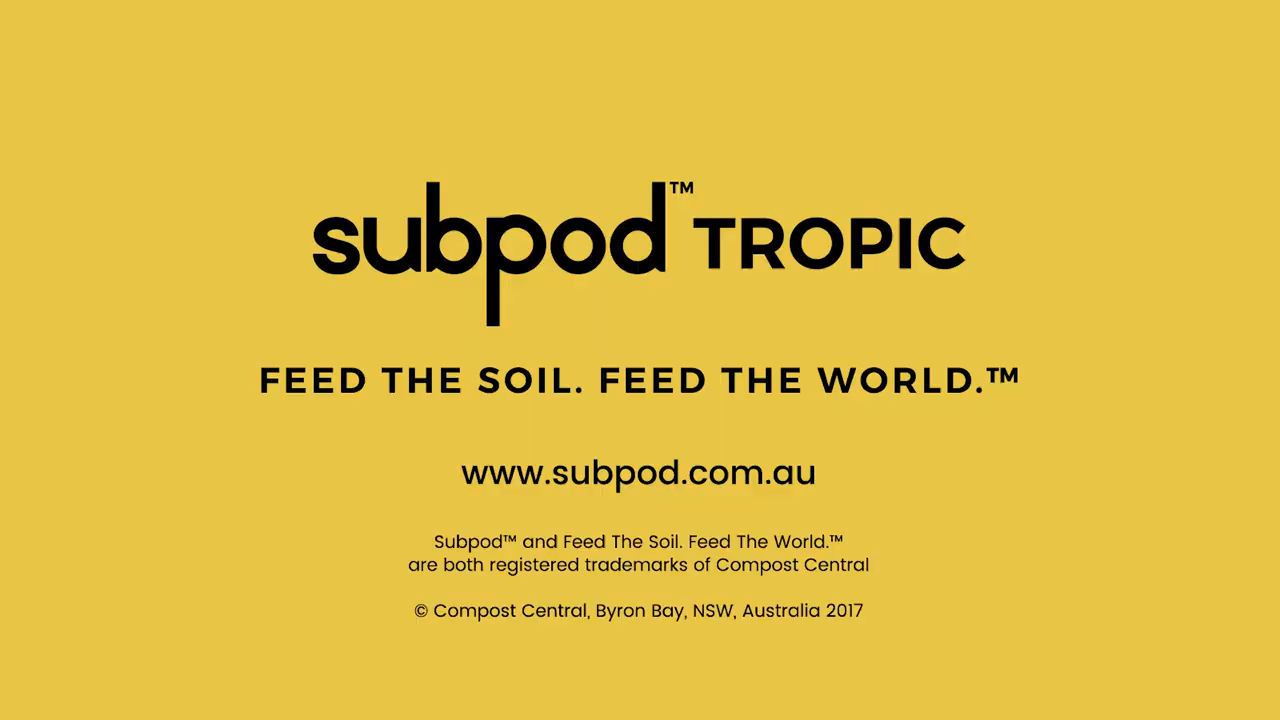 subpod™ TROPIC
FEED THE SOIL. FEED THE WORLD.™
www.subpod.com.au
Subpod™ and Feed The Soil. Feed The World.™
are both registered trademarks of Compost Central
© Compost Central, Byron Bay, NSW, Australia 2017